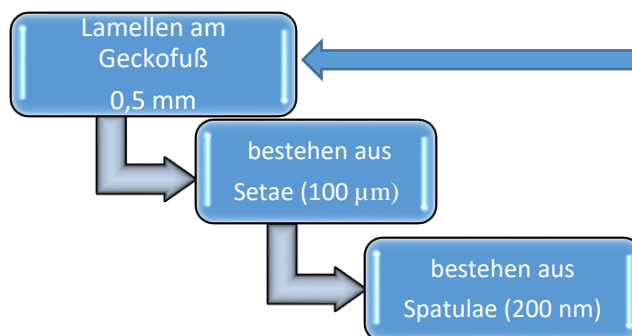 Lamellen am
Geckofuß
0,5 mm
bestehen aus
Setae (100 µm)
bestehen aus
Spatulae (200 nm)